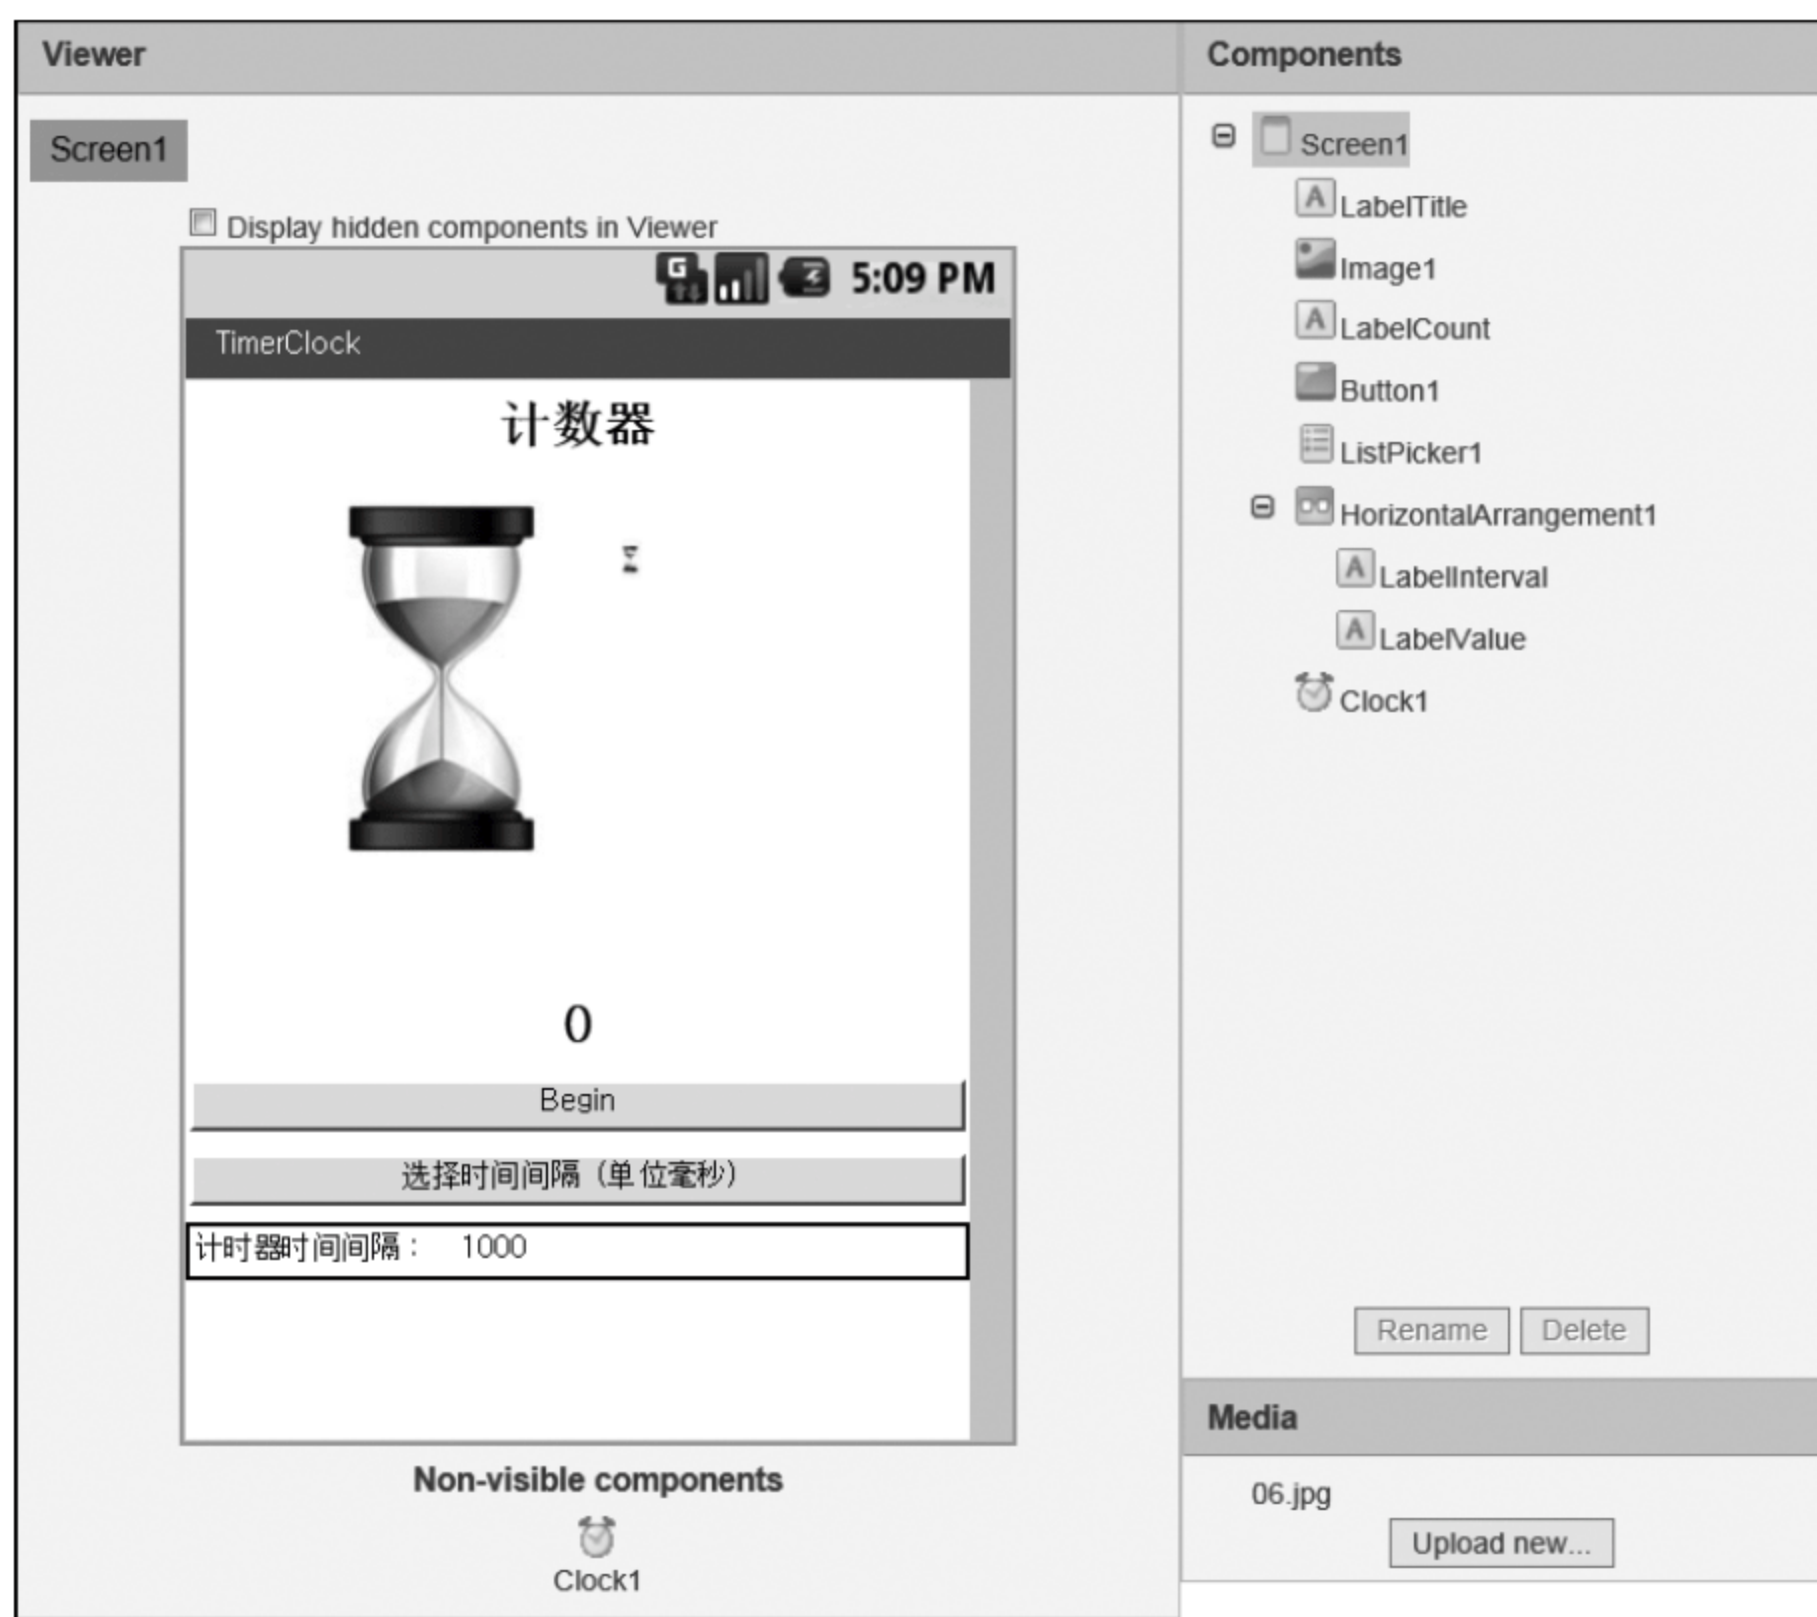 Viewer
Components
Screen1
Display hidden components in Viewer
5:09 PM
TimerClock
计数器
0
Begin
选择时间间隔（单位毫秒）
计时器时间间隔： 1000
Non-visible components
Clock1
Screen1
LabelTitle
Image1
LabelCount
Button1
ListPicker1
HorizontalArrangement1
LabelInterval
LabelValue
Clock1
Rename
Delete
Media
06.jpg
Upload new...